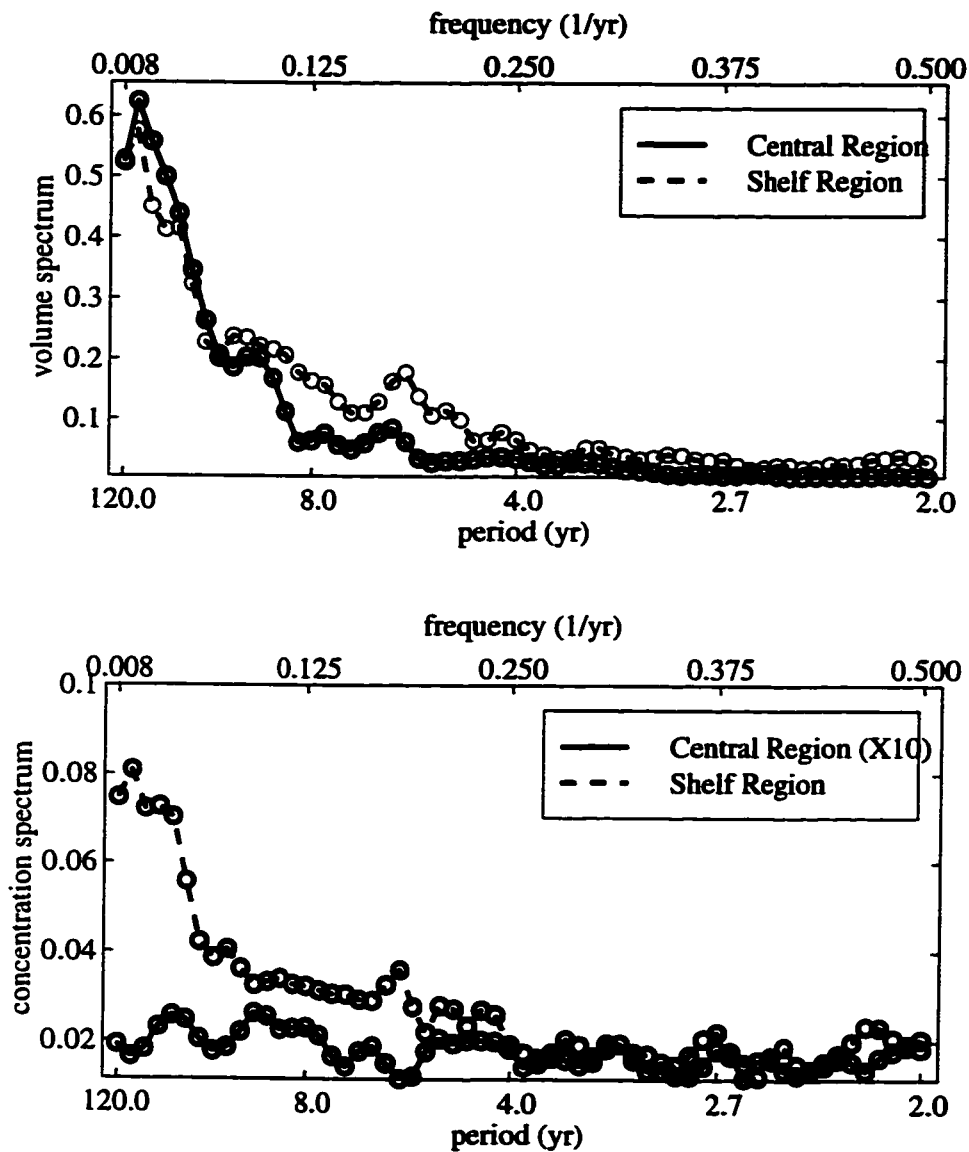 frequency (1/yr)
0.008 0.125 0.250 0.375 0.500
0.6
0.5
0.4
0.3
0.2
0.1
volume spectrum
Central Region
Shelf Region
120.0 8.0 4.0 2.7 2.0
period (yr)
frequency (1/yr)
0.008 0.125 0.250 0.375 0.500
0.1
0.08
0.06
0.04
0.02
concentration spectrum
Central Region (X10)
Shelf Region
120.0 8.0 4.0 2.7 2.0
period (yr)